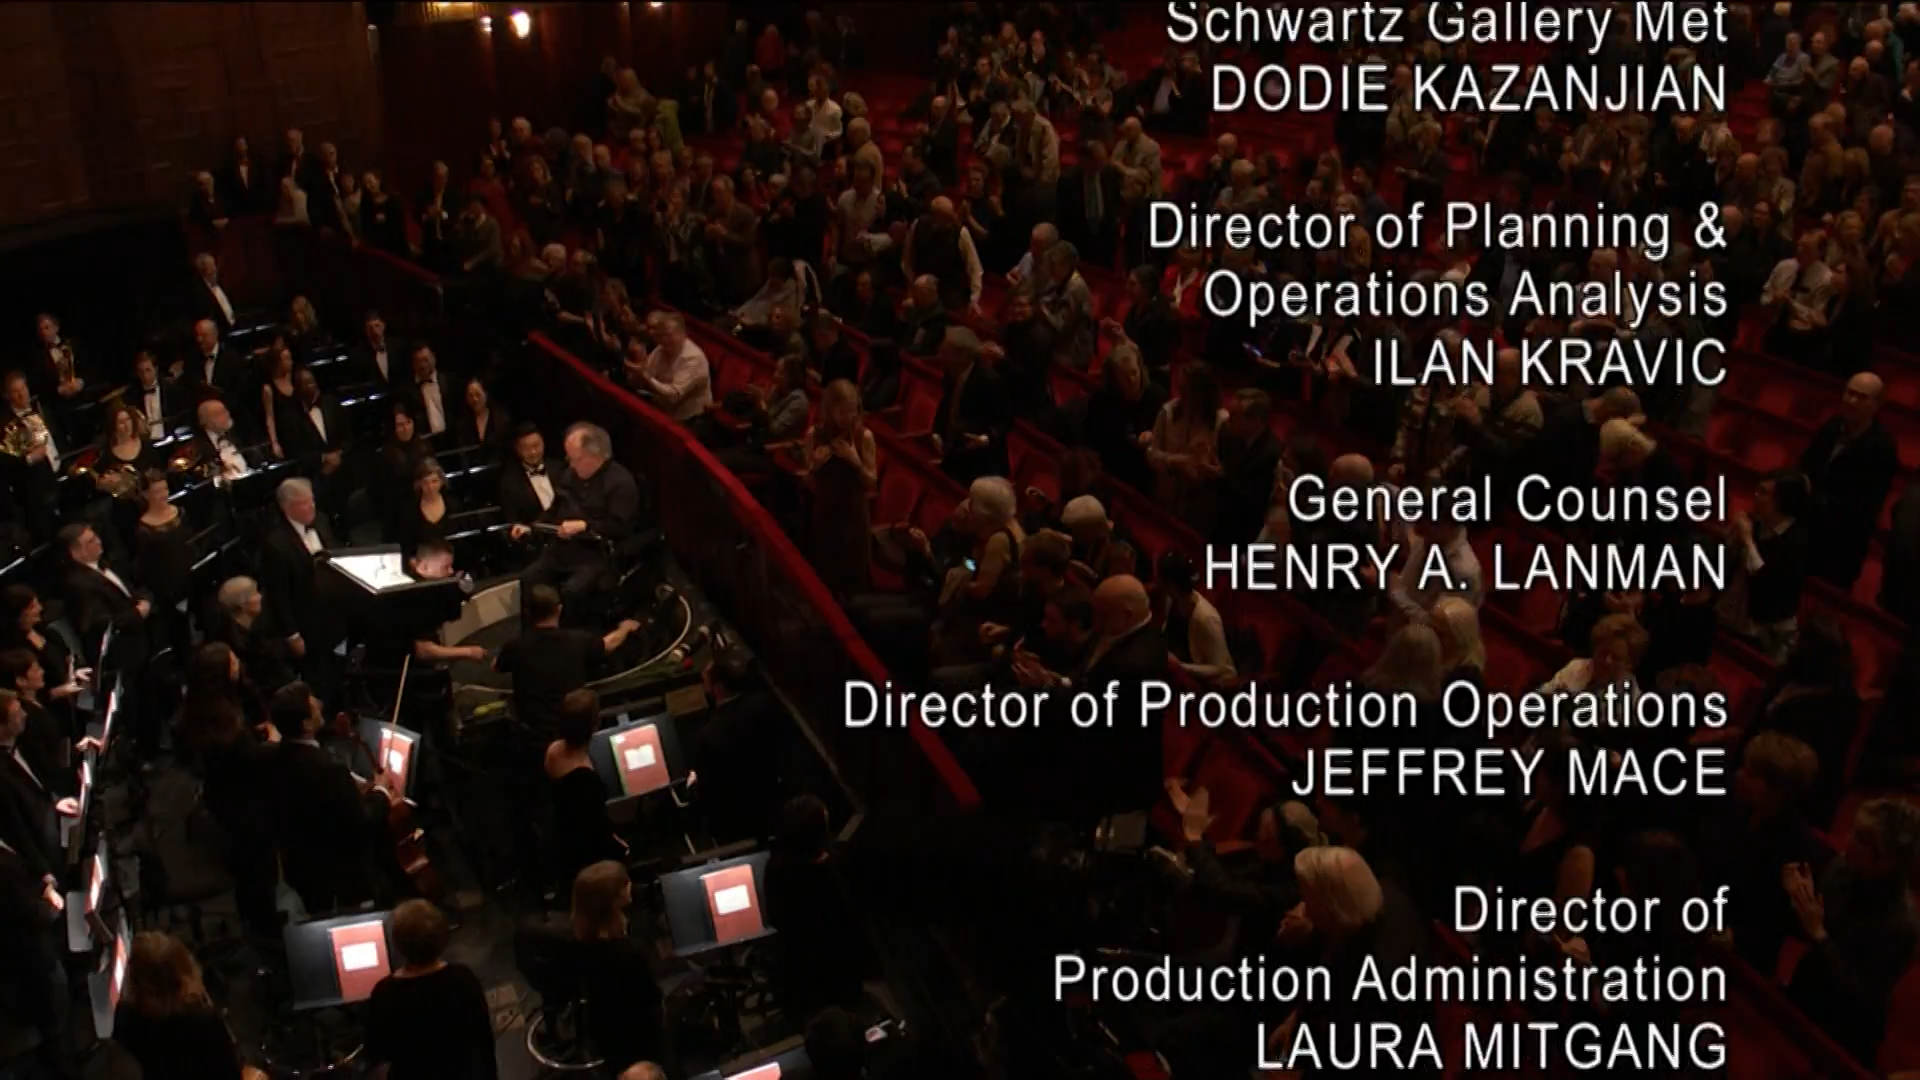 Schwartz Gallery Met
DODIE KAZANJIAN
Director of Planning &
Operations Analysis
ILAN KRAVIC
General Counsel
HENRY A. LANMAN
Director of Production Operations
JEFFREY MACE
Director of
Production Administration
LAURA MITGANG